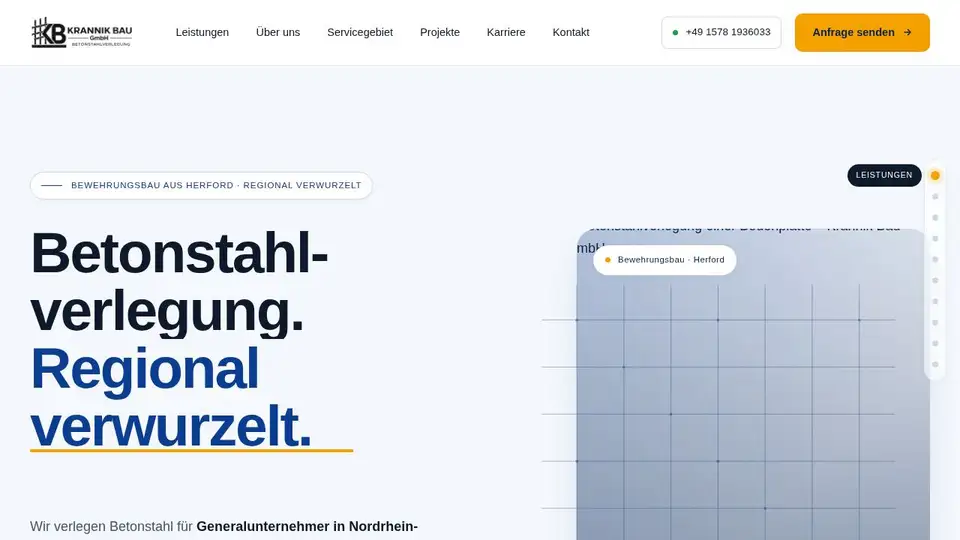 KB KRANNIK BAU
GmbH
BETONSTAHLVERLEGUNG
Leistungen
Über uns
Servicegebiet
Projekte
Karriere
Kontakt
+49 1578 1936033
Anfrage senden →
BEWEHRUNGSBAU AUS HERFORD · REGIONAL VERWURZELT
LEISTUNGEN
Betonstahl-
verlegung.
Regional
verwurzelt.
Bewehrungsbau · Herford
Wir verlegen Betonstahl für Generalunternehmer in Nordrhein-